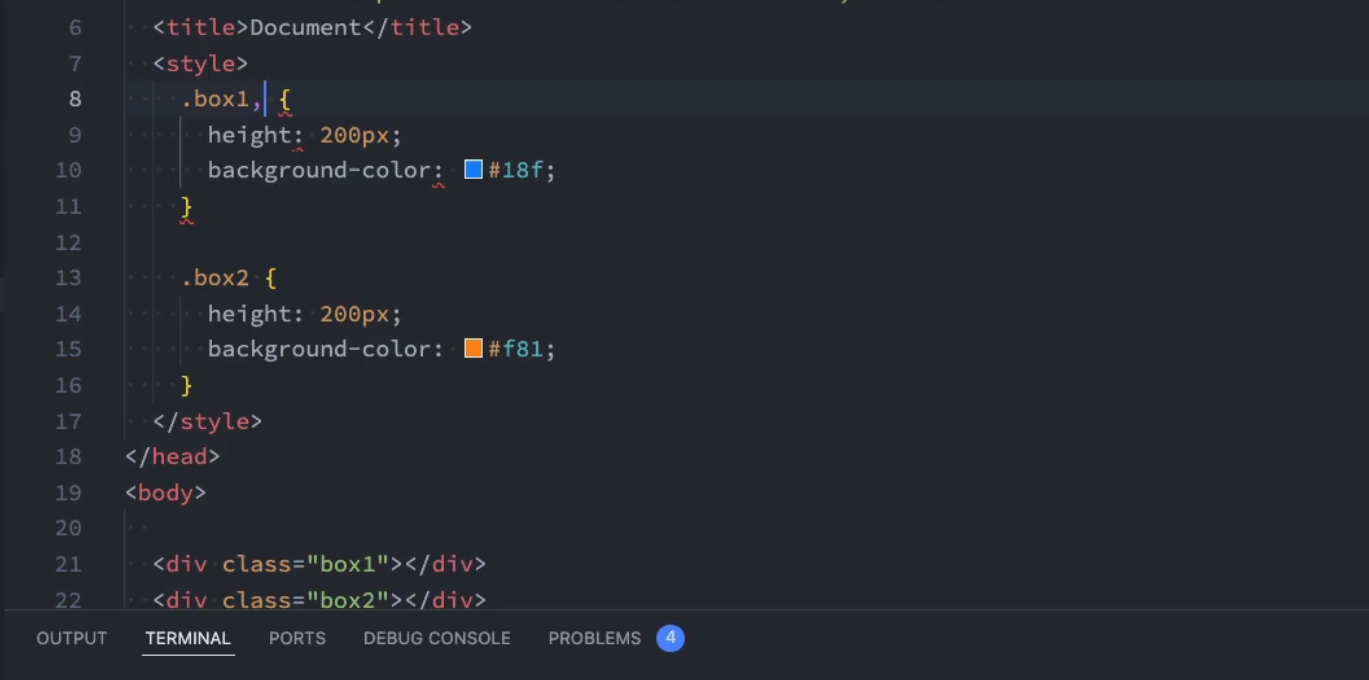 6 <title>Document</title>
7 <style>
8 .box1, {
9 height: 200px;
10 background-color: #18f;
11 }
12
13 .box2 {
14 height: 200px;
15 background-color: #f81;
16 }
17 </style>
18 </head>
19 <body>
20
21 <div class="box1"></div>
22 <div class="box2"></div>
OUTPUT TERMINAL PORTS DEBUG CONSOLE PROBLEMS 4